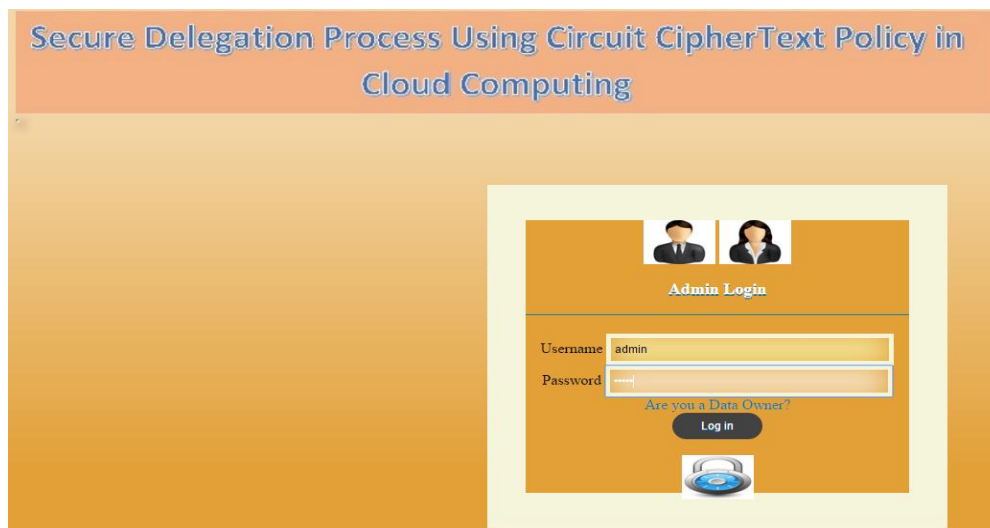 Secure Delegation Process Using Circuit CipherText Policy in
Cloud Computing
Admin Login
Username admin
Password
Are you a Data Owner?
Log in